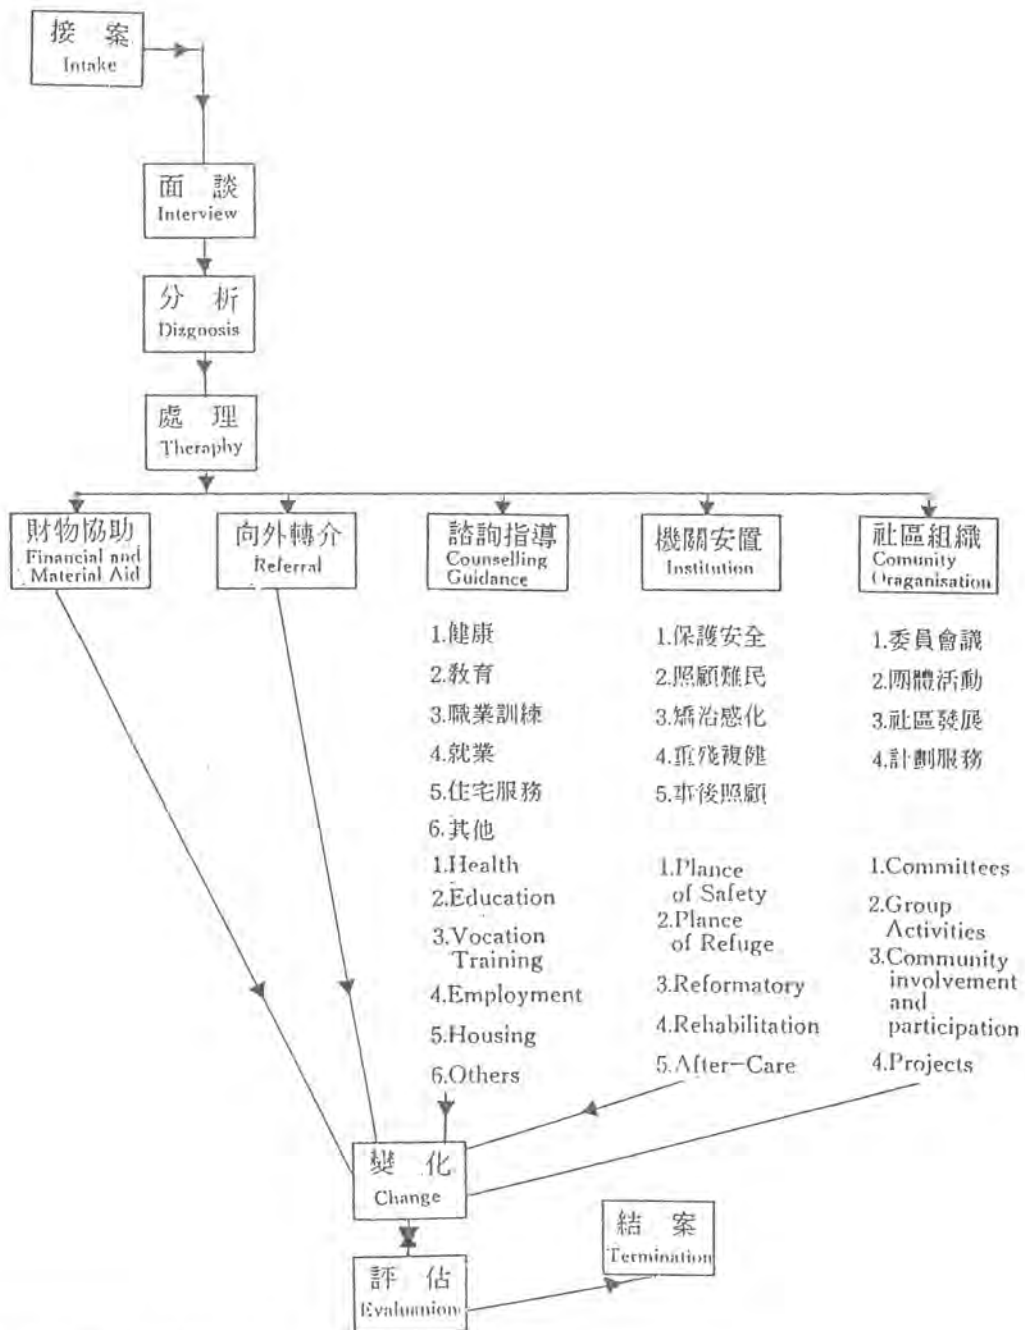 接 案
Intake
面 談
Interview
分 析
Dizgnosis
處 理
Theraphy
財物協助
Financial and
Material Aid
向外轉介
Referral
諮詢指導
Counselling
Guidance
機關安置
Institution
社區組織
Comunity
Oraganisation
1.健康
2.教育
3.職業訓練
4.就業
5.住宅服務
6.其他
1.Health
2.Education
3.Vocation
Training
4.Employment
5.Housing
6.Others
1.保護安全
2.照顧難民
3.矯治感化
4.重殘複健
5.事後照顧
1.Plance
of Safety
2.Plance
of Refuge
3.Reformatory
4.Rehabilitation
5.After-Care
1.委員會議
2.團體活動
3.社區發展
4.計劃服務
1.Committees
2.Group
Activities
3.Community
involvement
and
participation
4.Projects
變 化
Change
結 案
Termination
評 估
Evaluanion